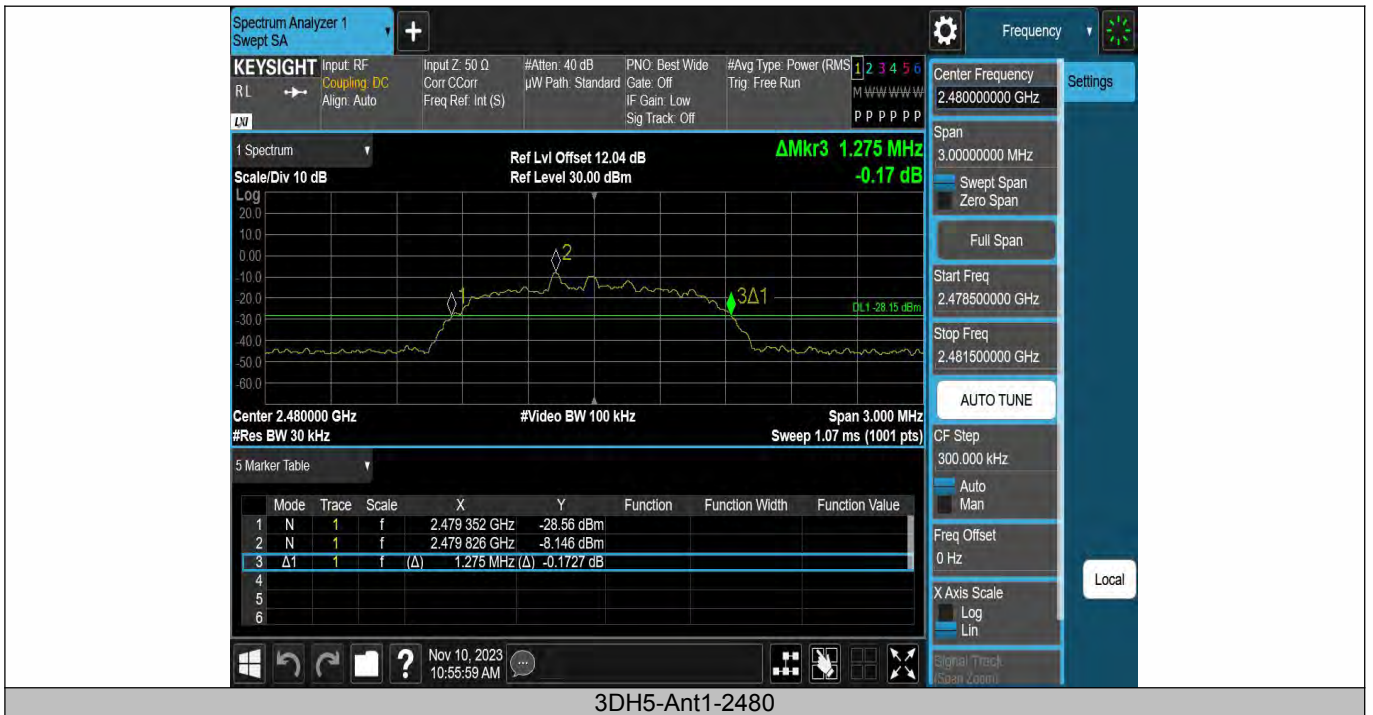 Spectrum Analyzer 1
Swept SA
+
Frequency
KEYSIGHT
RL
LXI
Input: RF
Coupling: DC
Align: Auto
Input Z: 50 Ω
Corr CCorr
Freq Ref: Int (S)
#Atten: 40 dB
µW Path: Standard
PNO: Best Wide
Gate: Off
IF Gain: Low
Sig Track: Off
#Avg Type: Power (RMS
Trig: Free Run
1 2 3 4 5 6
M W W W W W
P P P P P P
1 Spectrum
Scale/Div 10 dB
Ref Lvl Offset 12.04 dB
Ref Level 30.00 dBm
ΔMkr3 1.275 MHz
-0.17 dB
Log
20.0
10.0
0.00
-10.0
-20.0
-30.0
-40.0
-50.0
-60.0
1
2
3Δ1
DL1 -28.15 dBm
Center 2.480000 GHz
#Video BW 100 kHz
Span 3.000 MHz
#Res BW 30 kHz
Sweep 1.07 ms (1001 pts)
5 Marker Table
Mode Trace Scale X Y Function Function Width Function Value
1 N 1 f 2.479 352 GHz -28.56 dBm
2 N 1 f 2.479 826 GHz -8.146 dBm
3 Δ1 1 f (Δ) 1.275 MHz (Δ) -0.1727 dB
4
5
6
?
Nov 10, 2023
10:55:59 AM
Center Frequency
2.480000000 GHz
Settings
Span
3.00000000 MHz
Swept Span
Zero Span
Full Span
Start Freq
2.478500000 GHz
Stop Freq
2.481500000 GHz
AUTO TUNE
CF Step
300.000 kHz
Auto
Man
Freq Offset
0 Hz
X Axis Scale
Log
Lin
Signal Track
(Span Zoom)
Local
3DH5-Ant1-2480